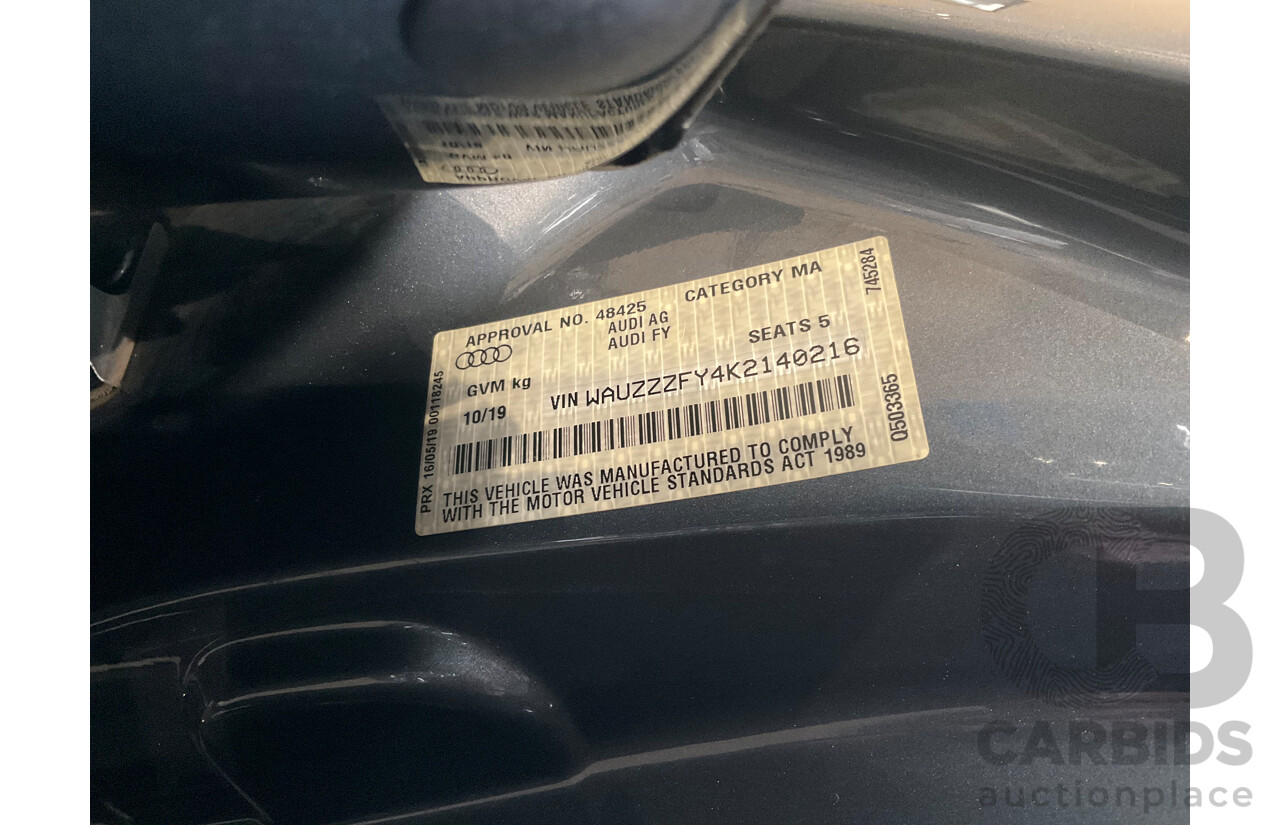 APPROVAL NO. 48425 CATEGORY MA
AUDI AG
AUDI FY SEATS 5
GVM kg
10/19 VIN WAUZZZFY4K2140216
THIS VEHICLE WAS MANUFACTURED TO COMPLY
WITH THE MOTOR VEHICLE STANDARDS ACT 1989
PRX 16/05/19 00118245
745284
Q503365
CB
CARBIDS
auctionplace